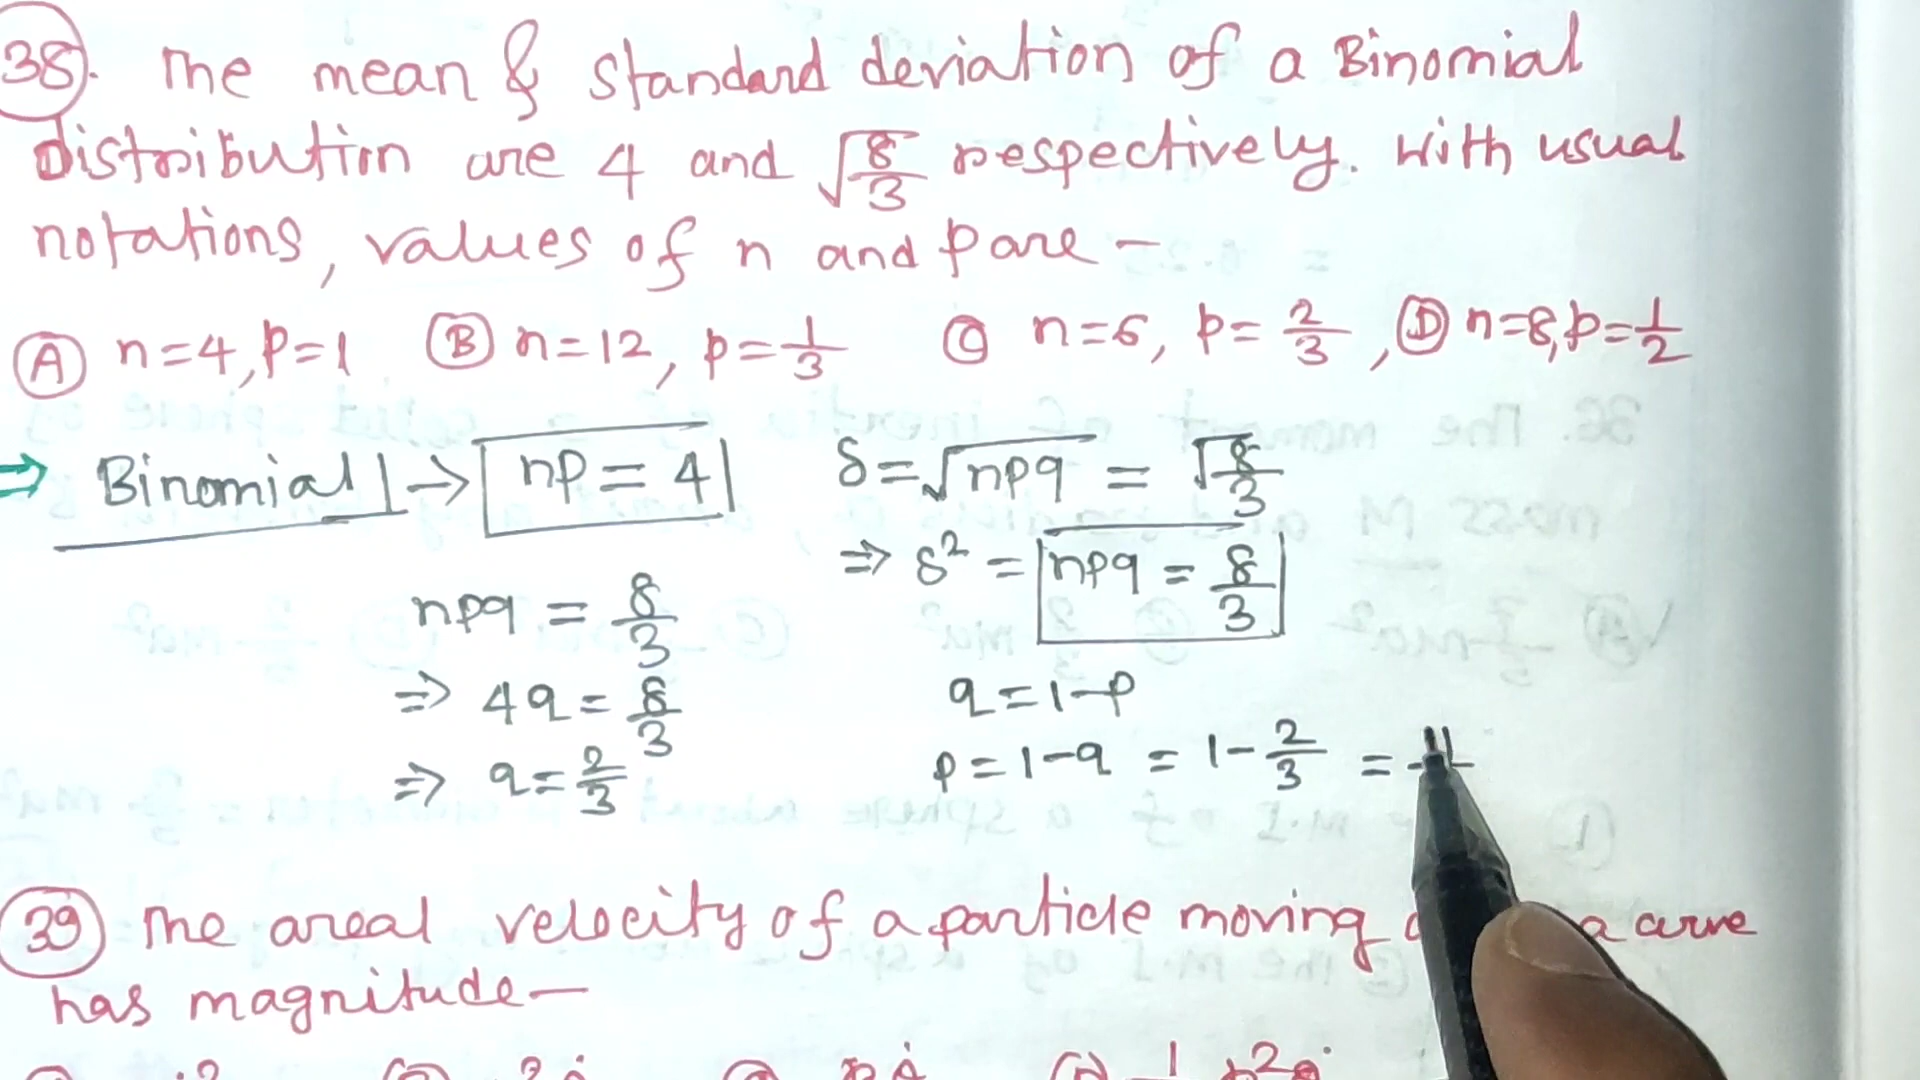 38. The mean & standard deviation of a Binomial
distribution are 4 and √8/3 respectively. With usual
notations, values of n and p are –
Ⓐ n=4, p=1 Ⓑ n=12, p=1/3 Ⓒ n=6, p=2/3, Ⓓ n=8, p=1/2
⇒ Binomial → np = 4 δ=√npq = √8/3
⇒ δ² = npq = 8/3
npq = 8/3
⇒ 4q = 8/3 q=1-p
⇒ q=2/3 p=1-q = 1-2/3 =
39 The areal velocity of a particle moving a curve
has magnitude –